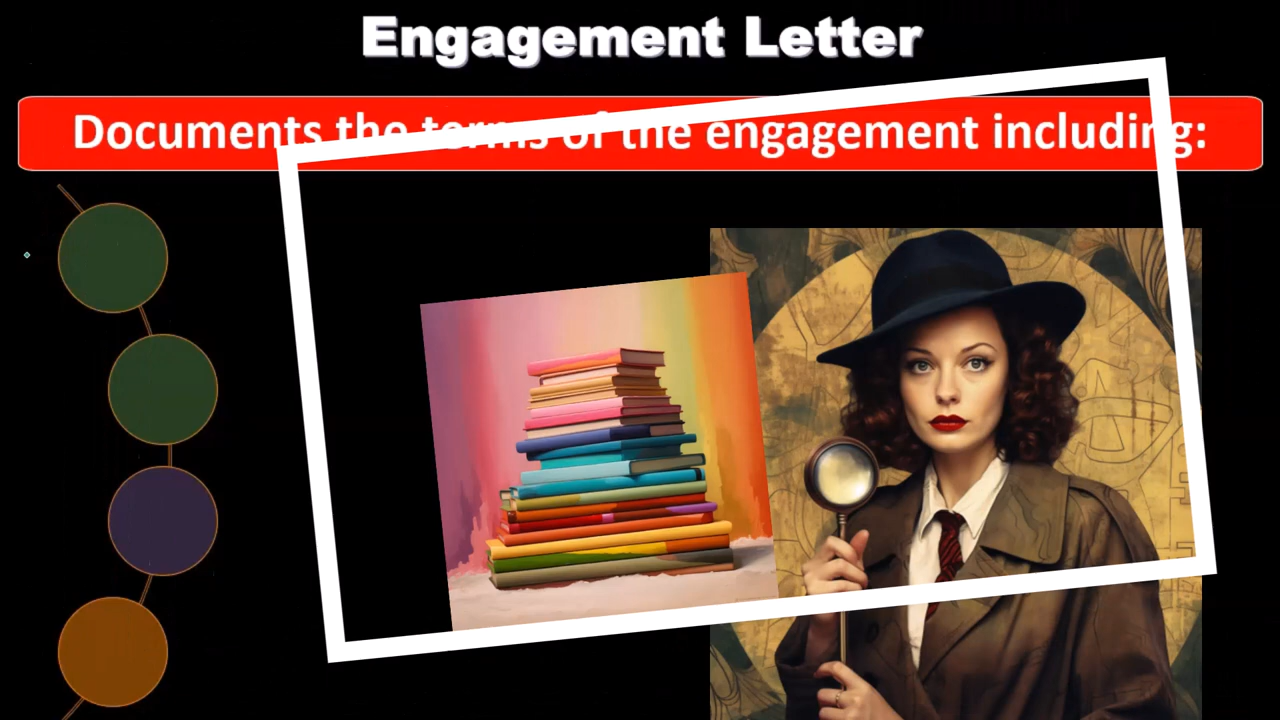 Engagement Letter
Documents the terms of the engagement including: